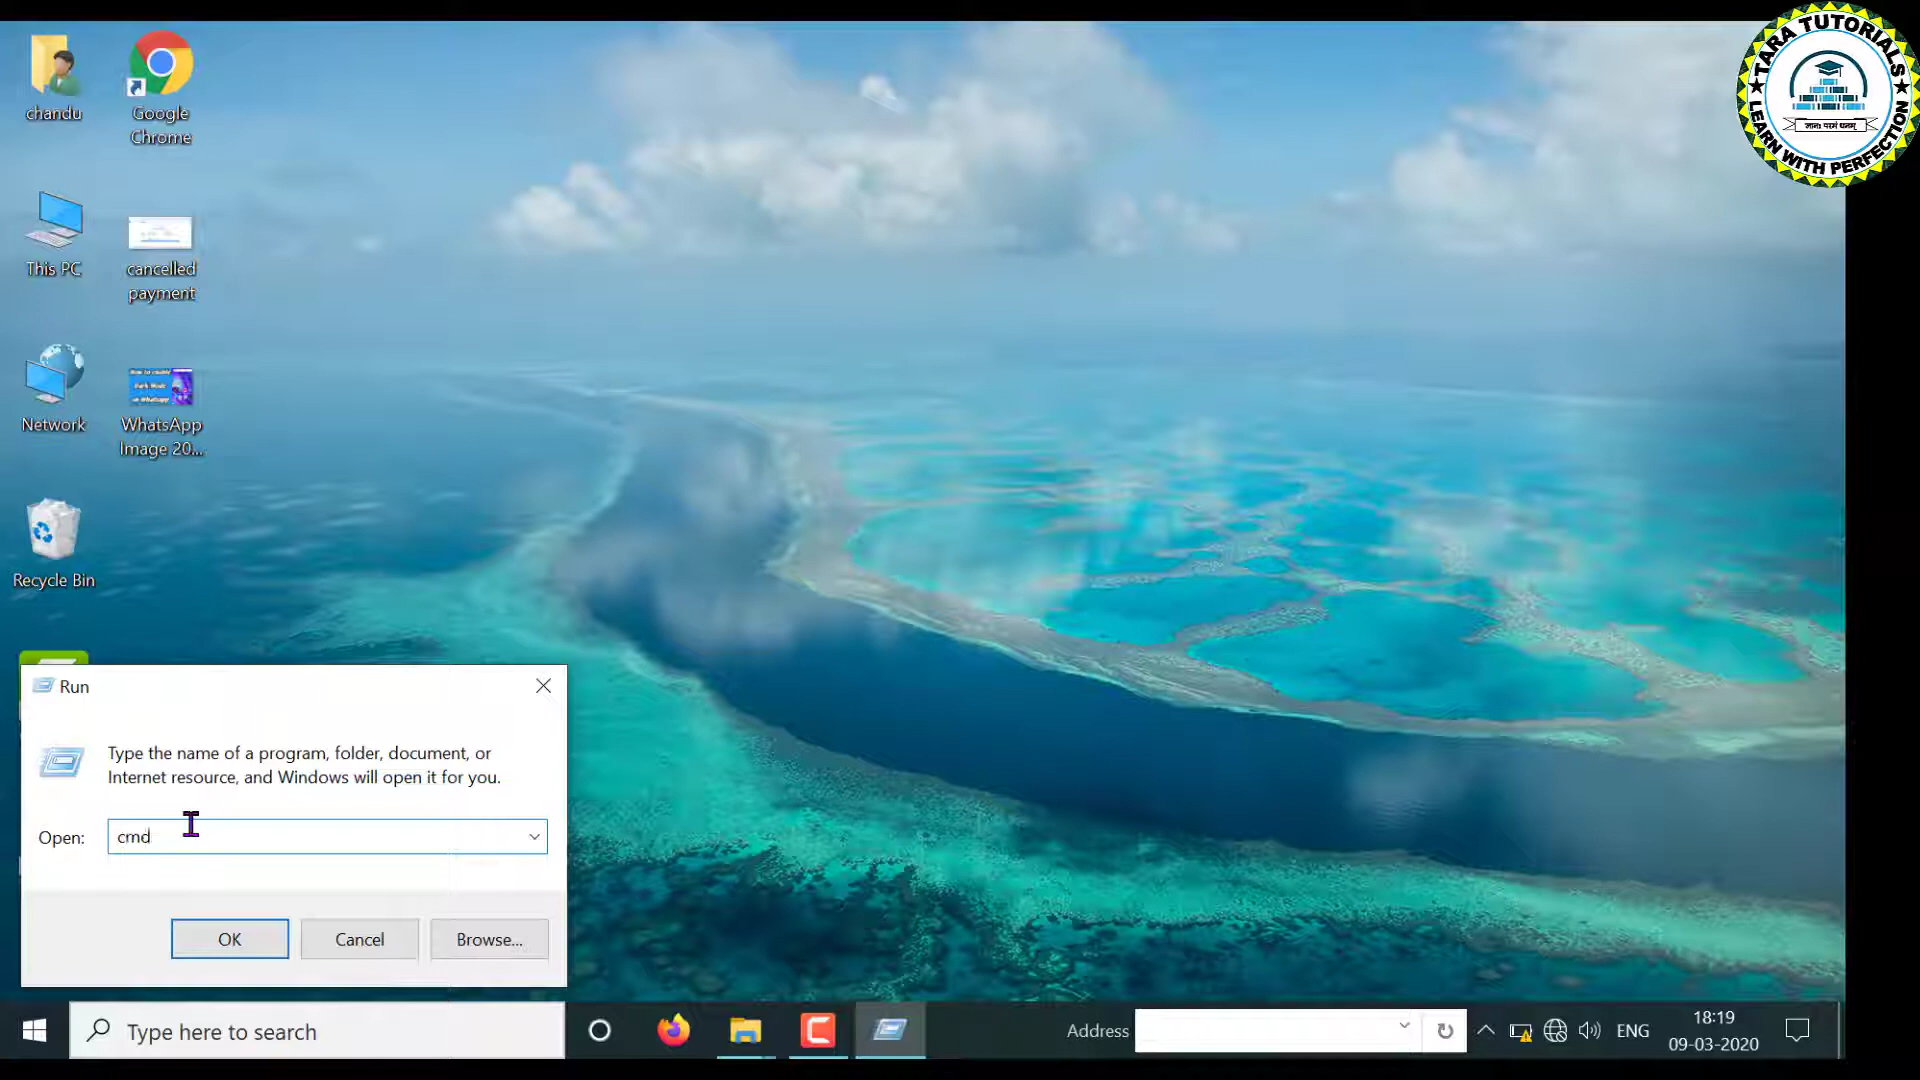 TARA TUTORIALS
LEARN WITH PERFECTION
chandu
Google
Chrome
This PC
cancelled
payment
Network
WhatsApp
Image 20...
Recycle Bin
Run
Type the name of a program, folder, document, or
Internet resource, and Windows will open it for you.
Open:
cmd
OK
Cancel
Browse...
Type here to search
Address
ENG
18:19
09-03-2020